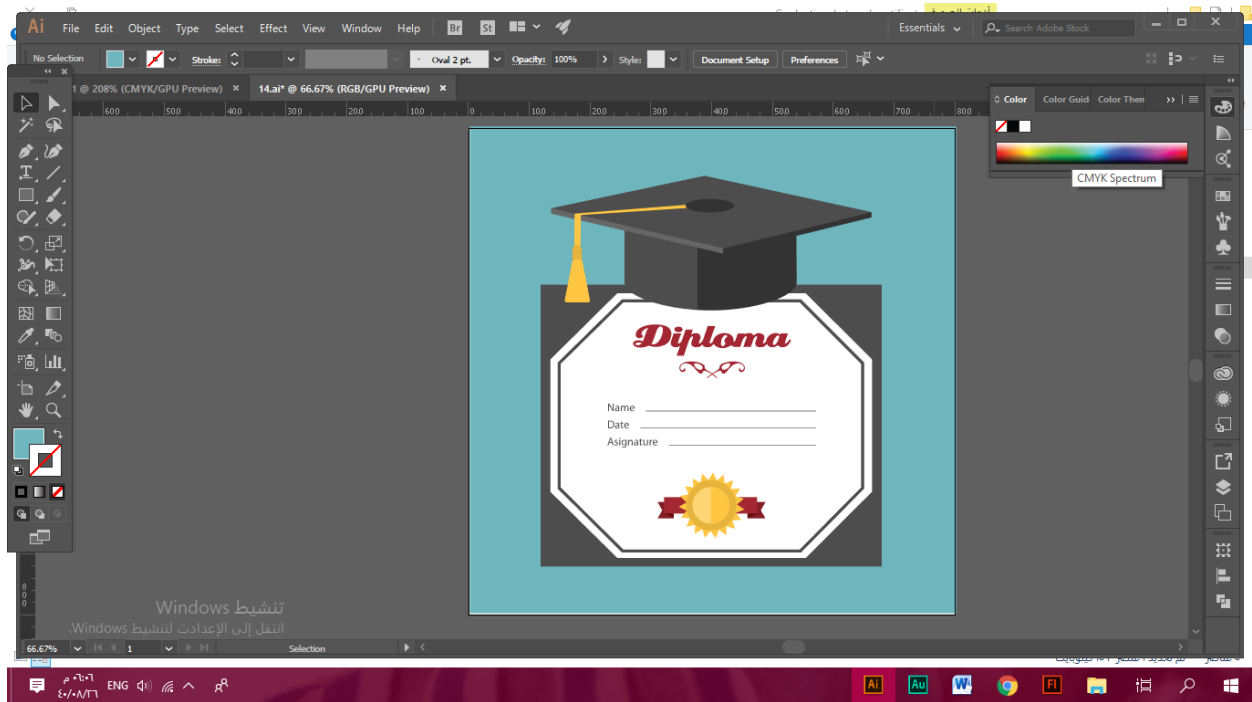 Ai File Edit Object Type Select Effect View Window Help Br St Essentials Search Adobe Stock
No Selection Stroke: Oval 2 pt. Opacity: 100% Style: Document Setup Preferences
1 @ 208% (CMYK/GPU Preview) × 14.ai* @ 66.67% (RGB/GPU Preview) ×
Color Color Guid Color Then
600 500 400 300 200 100 0 100 200 300 400 500 600 700 800
CMYK Spectrum
Diploma
Name
Date
Asignature
800
تنشيط Windows
انتقل إلى الإعدادات لتنشيط Windows.
66.67% 1 Selection
ENG
Ai Au W Fl